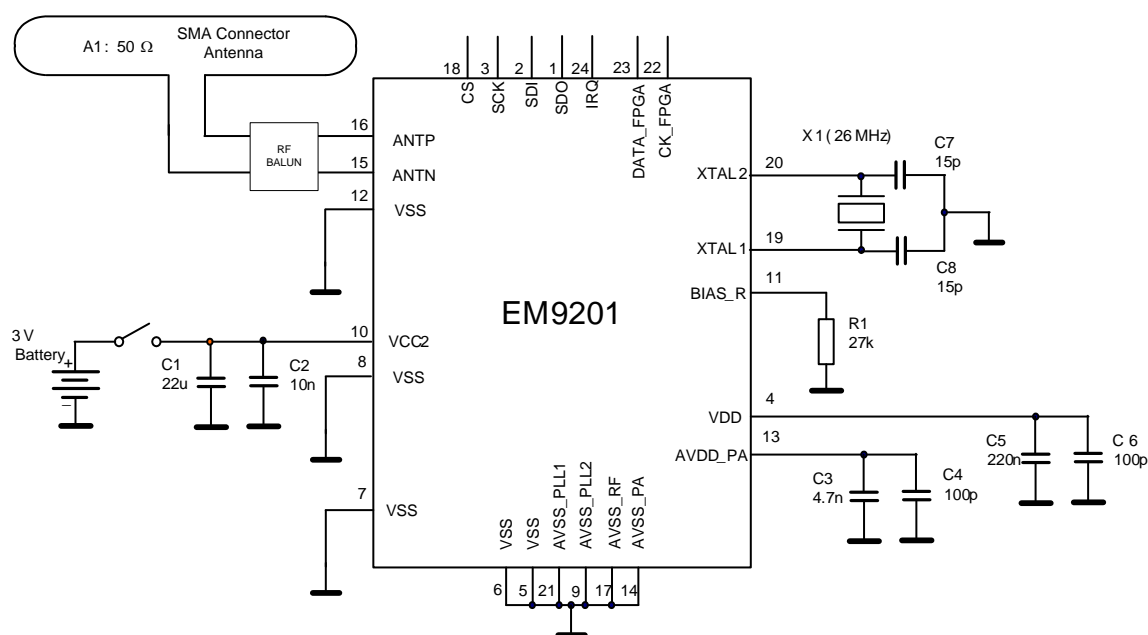 A1: 50 Ω
SMA Connector
Antenna
18
3
2
1
24
23
22
CS
SCK
SDI
SDO
IRQ
DATA_FPGA
CK_FPGA
RF
BALUN
16
ANTP
15
ANTN
12
VSS
X1(26MHz)
20
XTAL2
C7
15p
19
XTAL1
C8
15p
11
BIAS_R
R1
27k
EM9201
3V
Battery
+
−
C1
22u
C2
10n
10
VCC2
8
VSS
7
VSS
4
VDD
13
AVDD_PA
C5
220n
C 6
100p
C3
4.7n
C4
100p
VSS
VSS
AVSS_PLL1
AVSS_PLL2
AVSS_RF
AVSS_PA
6
5
21
9
17
14